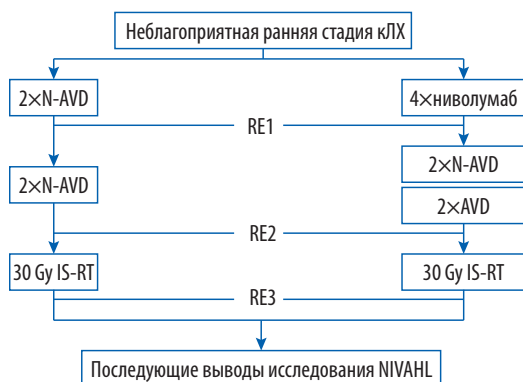 Неблагоприятная ранняя стадия кЛХ
2×N-AVD
4×ниволумаб
RE1
2×N-AVD
2×N-AVD
2×AVD
RE2
30 Gy IS-RT
30 Gy IS-RT
RE3
Последующие выводы исследования NIVAHL